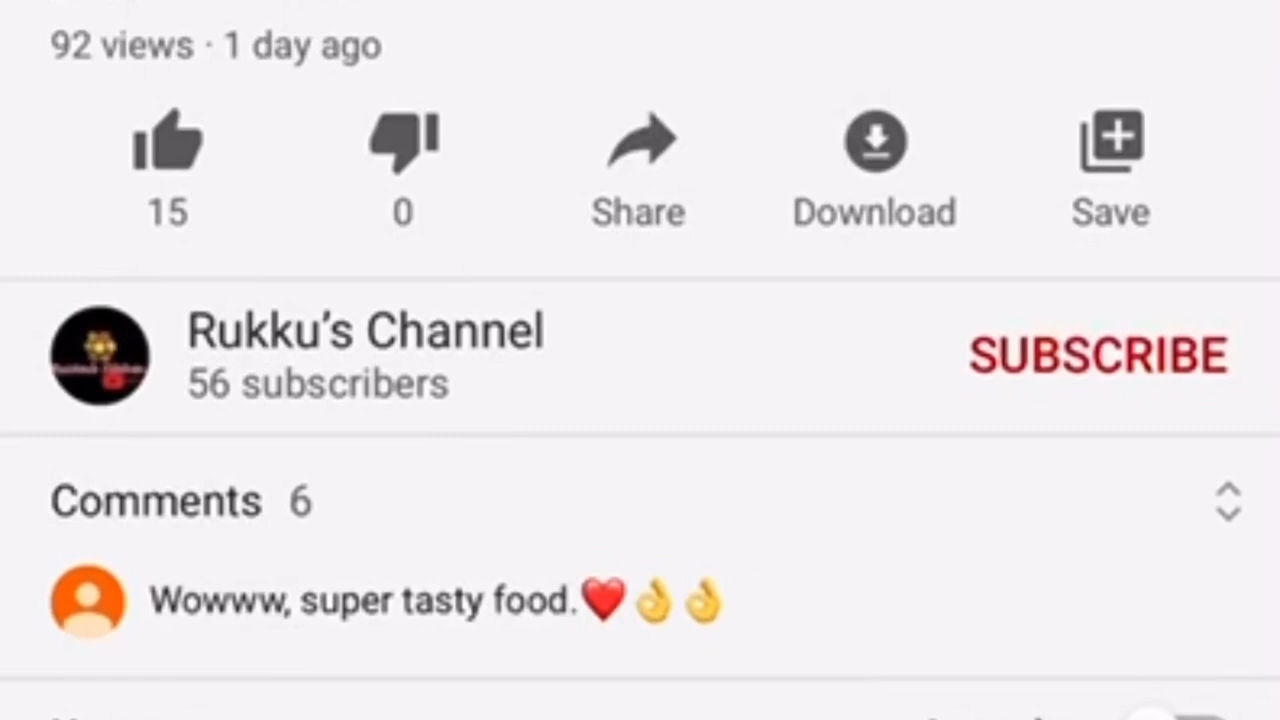 92 views · 1 day ago
15
0
Share
Download
Save
Rukku’s Channel
56 subscribers
SUBSCRIBE
Comments 6
Wowww, super tasty food.❤️👌👌